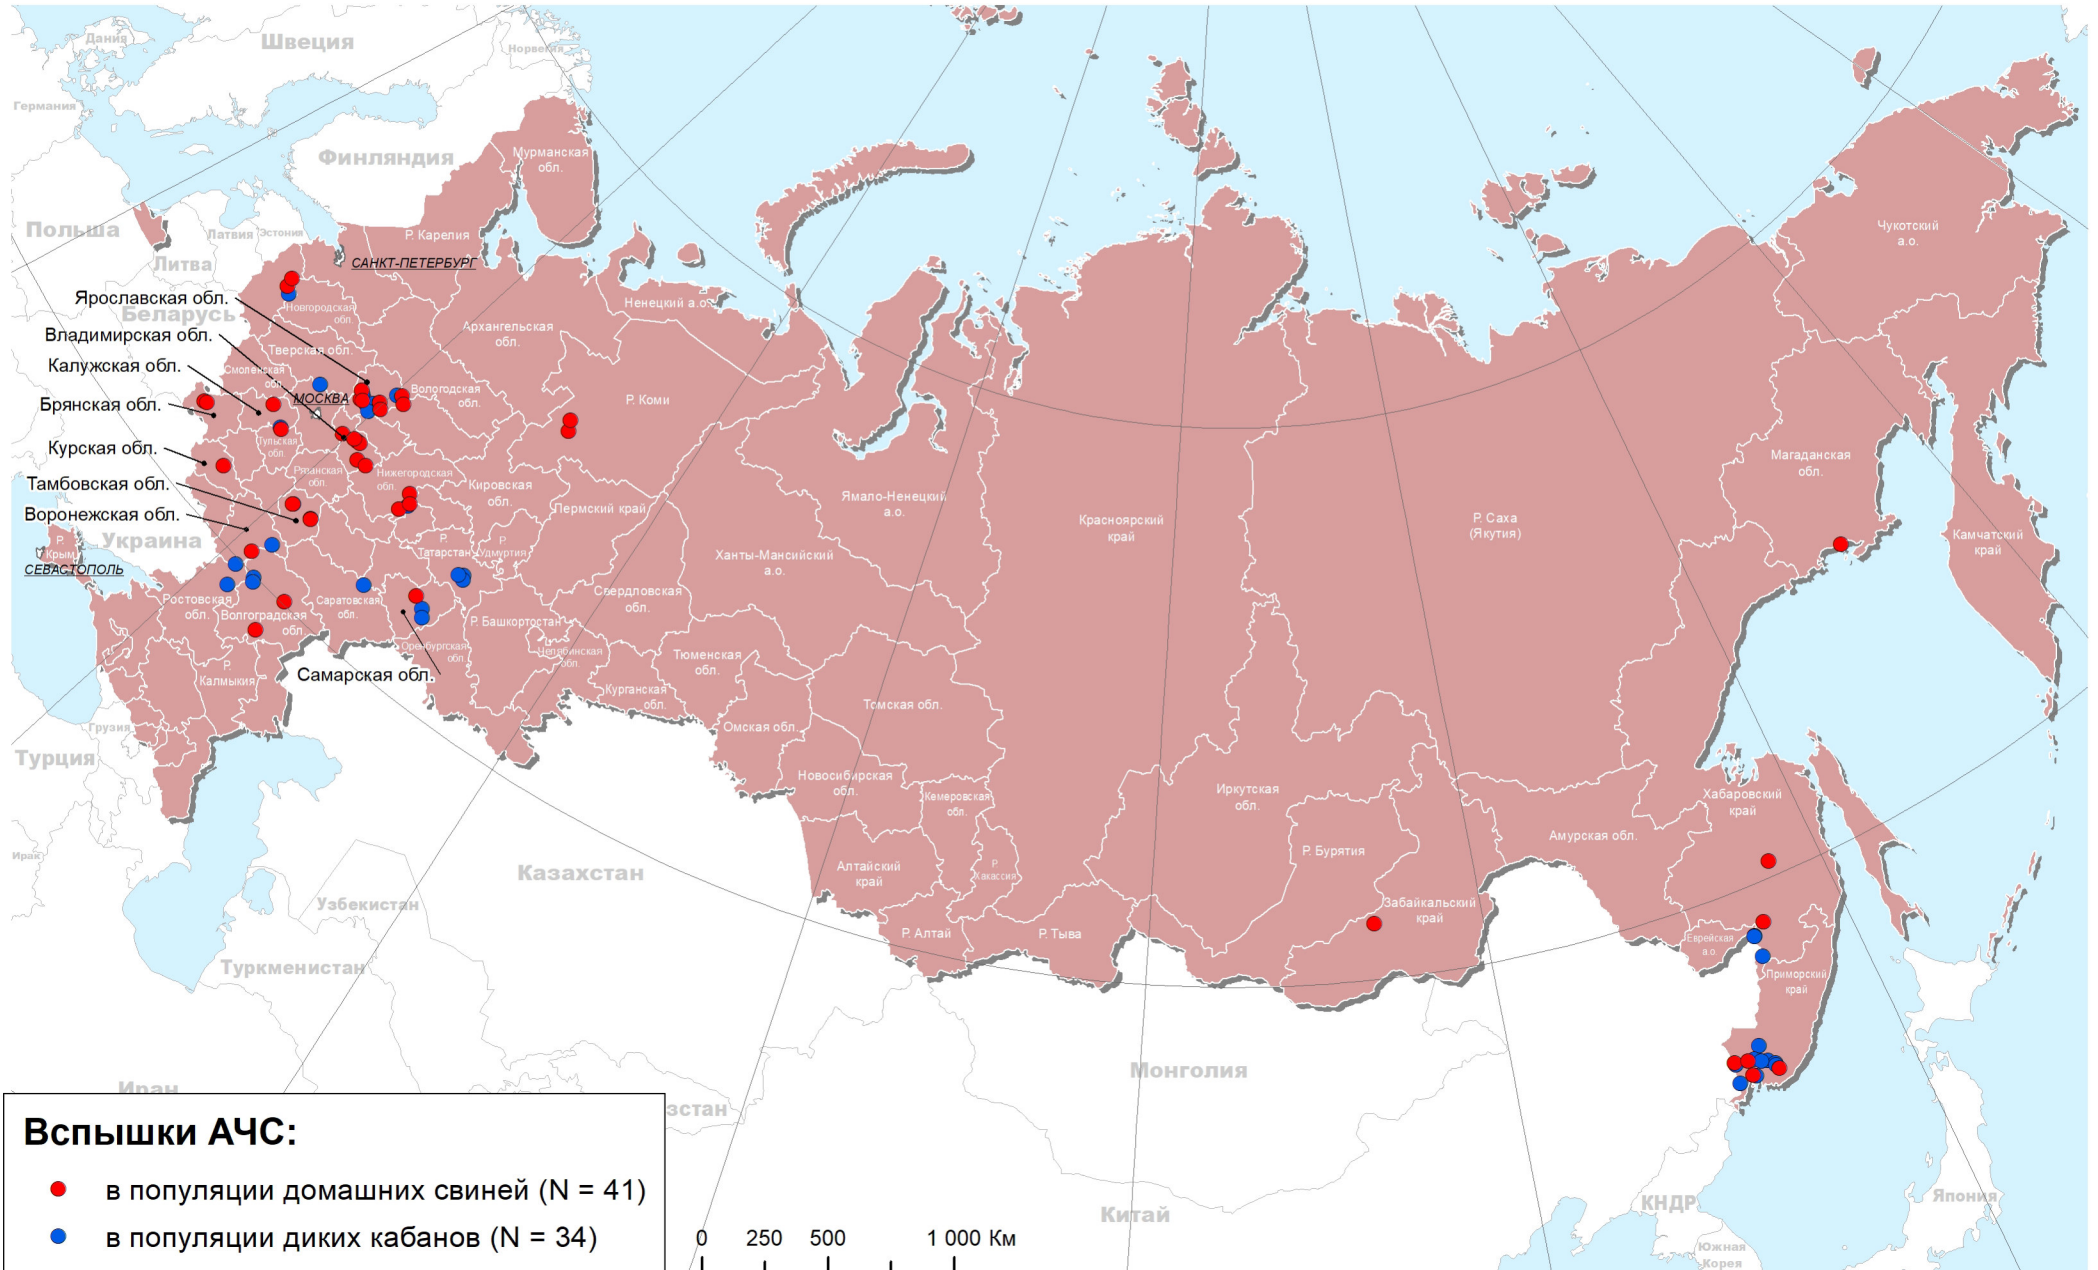 Дания
Швеция
Норвегия
Германия
Финляндия
Мурманская
обл.
Польша
Латвия
Эстония
Р. Карелия
САНКТ-ПЕТЕРБУРГ
Литва
Чукотский
а.о.
Ярославская обл.
Беларусь
Новгородская
обл.
Ненецкий а.о.
Архангельская
обл.
Владимирская обл.
Тверская обл.
Калужская обл.
Смоленская
обл.
МОСКВА
Вологодская
обл.
Р. Коми
Брянская обл.
Курская обл.
Тульская
обл.
Рязанская
обл.
Нижегородская
обл.
Кировская
обл.
Пермский край
Ямало-Ненецкий
а.о.
Магаданская
обл.
Тамбовская обл.
Воронежская обл.
Красноярский
край
Р. Саха
(Якутия)
Камчатский
край
Украина
Р.
Крым
СЕВАСТОПОЛЬ
Р.
Татарстан
Р.
Удмуртия
Ханты-Мансийский
а.о.
Ростовская
обл.
Волгоградская
обл.
Саратовская
обл.
Свердловская
обл.
Р. Башкортостан
Оренбургская
обл.
Челябинская
обл.
Тюменская
обл.
Самарская обл.
Р.
Калмыкия
Курганская
обл.
Омская обл.
Томская обл.
Грузия
Турция
Новосибирская
обл.
Кемеровская
обл.
Иркутская
обл.
Хабаровский
край
Амурская обл.
Ирак
Казахстан
Алтайский
край
Р.
Хакассия
Р. Бурятия
Узбекистан
Забайкальский
край
Р. Алтай
Р. Тыва
Еврейская
а.о.
Туркменистан
Приморский
край
Монголия
Иран
зстан
Вспышки АЧС:
в популяции домашних свиней (N = 41)
в популяции диких кабанов (N = 34)
Китай
КНДР
Япония
Южная
Корея
0 250 500 1 000 Км